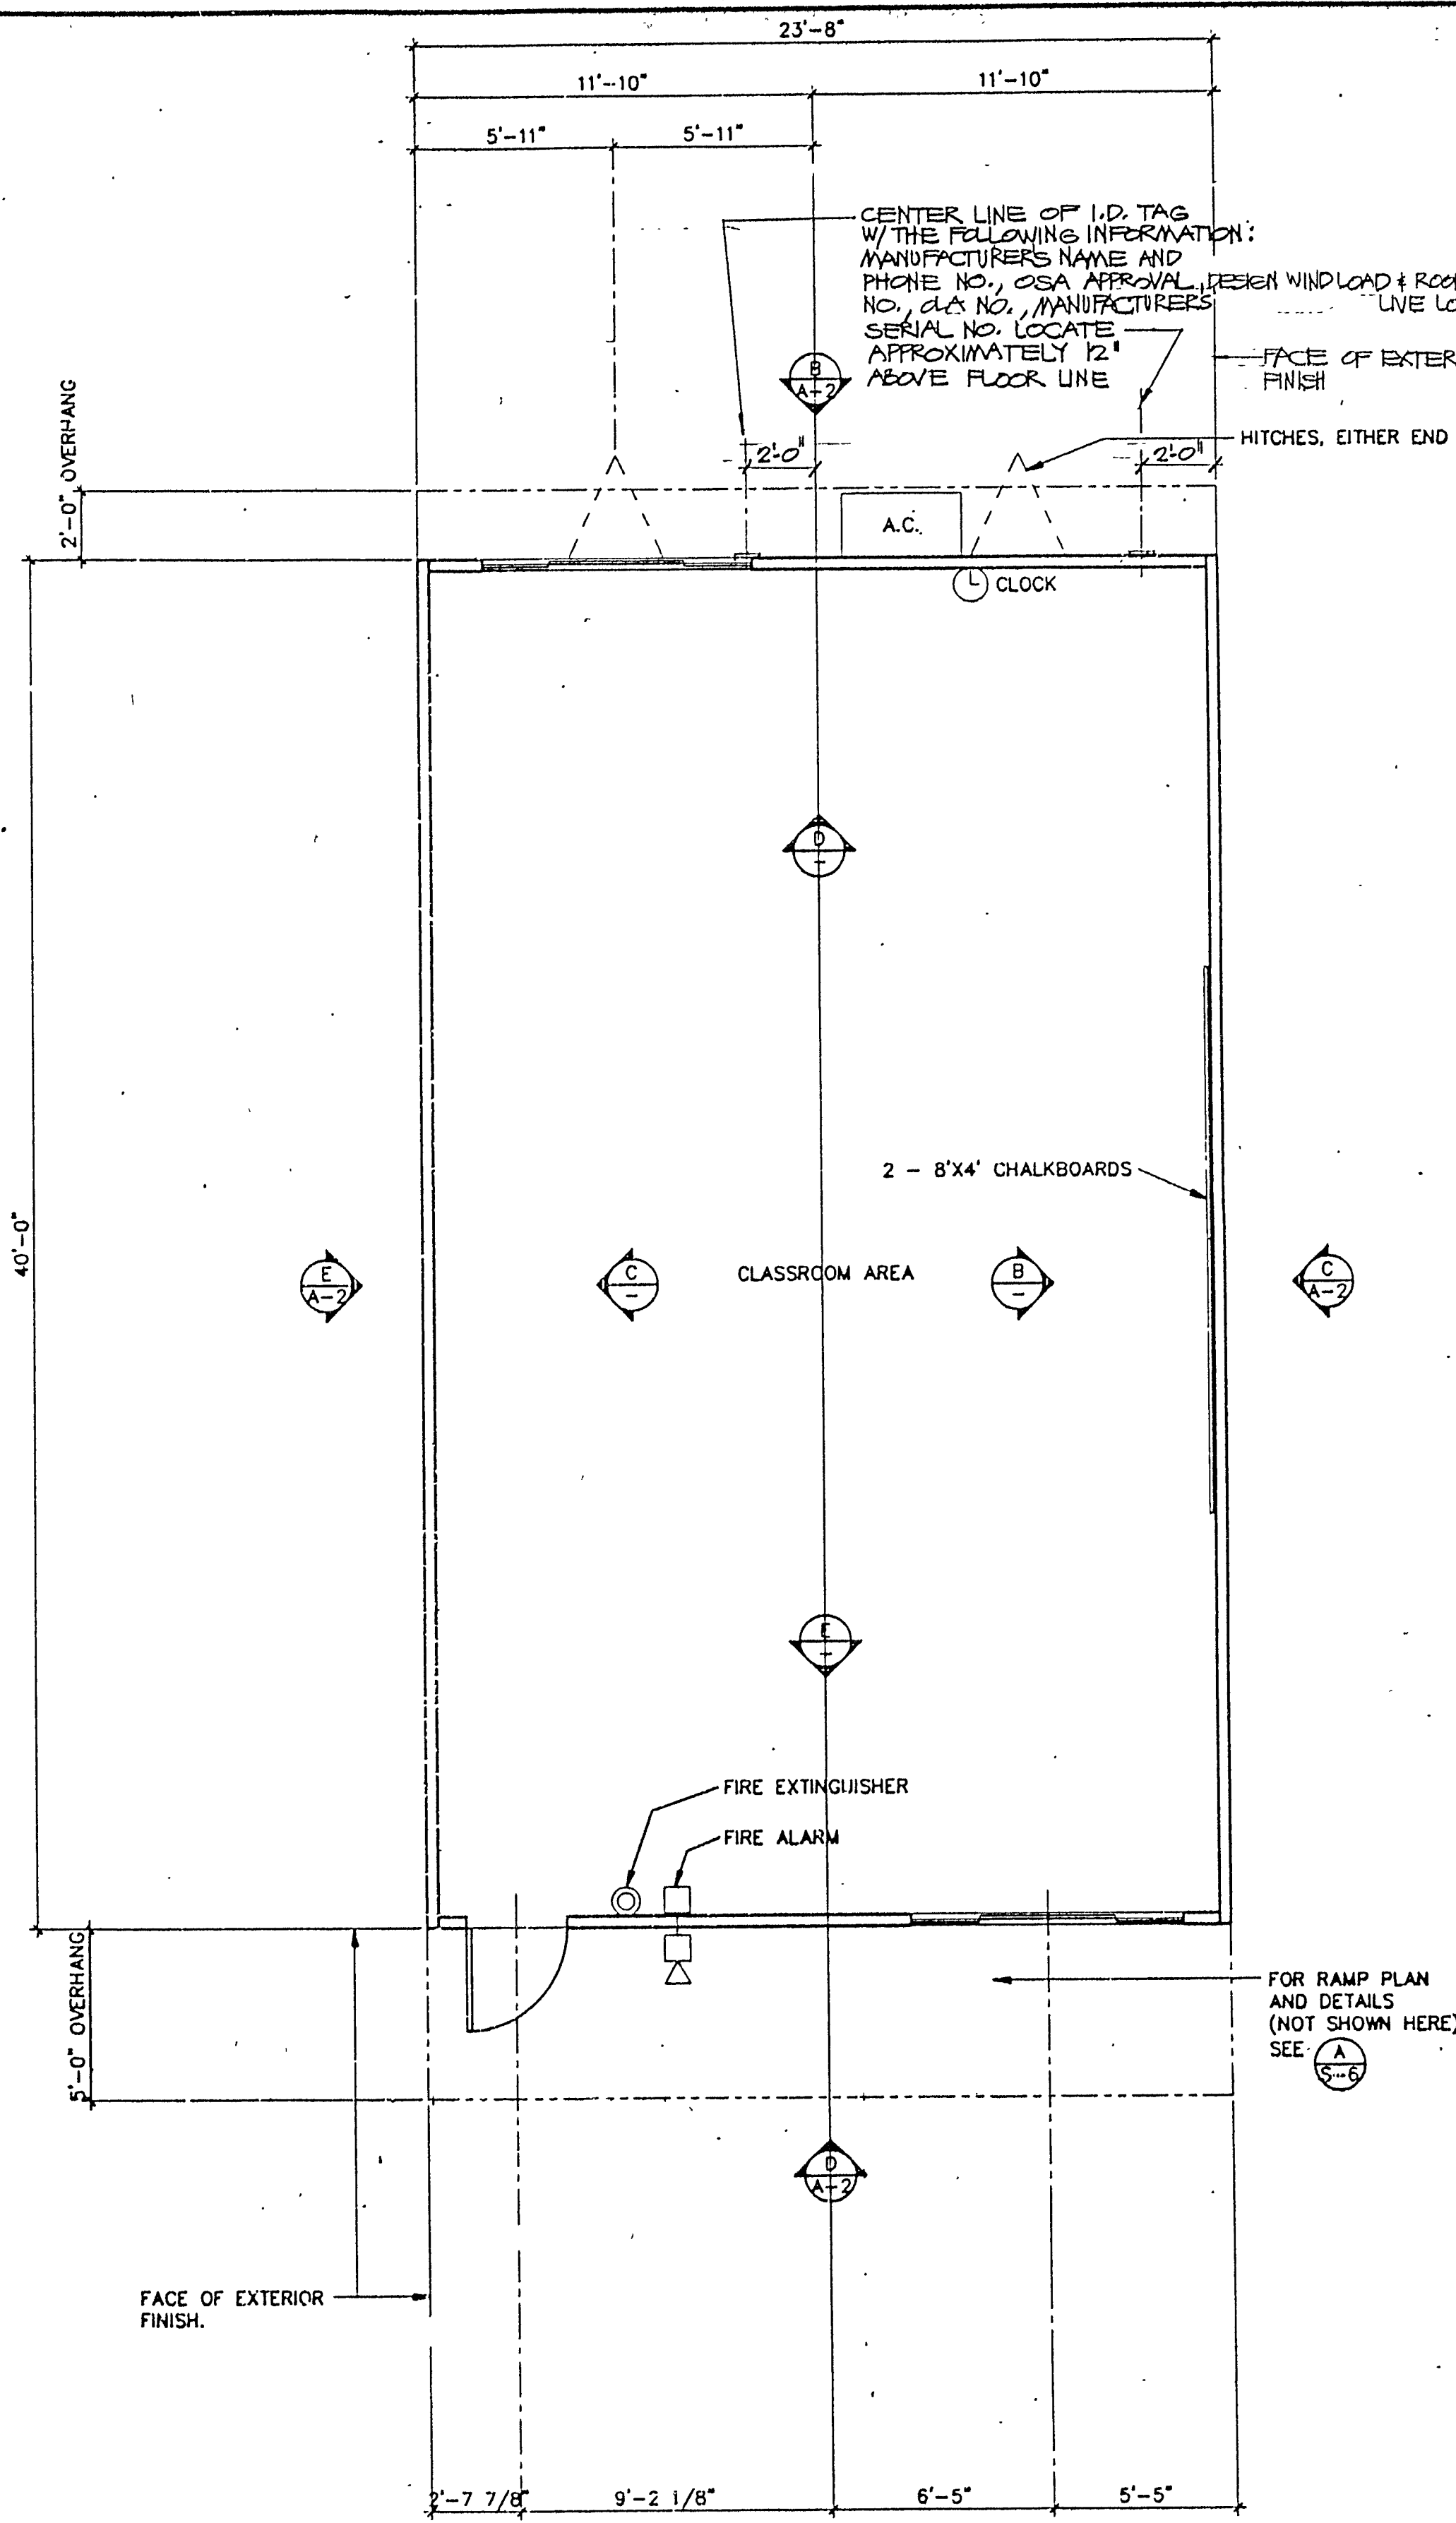 23'-8"
11'-10"
11'-10"
5'-11"
5'-11"
CENTER LINE OF I.D. TAG
W/ THE FOLLOWING INFORMATION:
MANUFACTURERS NAME AND
PHONE NO., OSA APPROVAL, DESIGN WIND LOAD & ROOF
NO., NO., MANUFACTURERS LIVE LO
SERIAL NO. LOCATE
APPROXIMATELY 12"
ABOVE FLOOR LINE
B
A-2
FACE OF EXTER
FINISH
HITCHES, EITHER END
2'-0"
2'-0"
2'-0" OVERHANG
A.C.
CLOCK
D
-
2 - 8'X4' CHALKBOARDS
40'-0"
E
A-2
C
-
CLASSROOM AREA
B
-
C
A-2
E
-
FIRE EXTINGUISHER
FIRE ALARM
5'-0" OVERHANG
FOR RAMP PLAN
AND DETAILS
(NOT SHOWN HERE)
SEE
A
S-6
D
A-2
FACE OF EXTERIOR
FINISH.
2'-7 7/8"
9'-2 1/8"
6'-5"
5'-5"